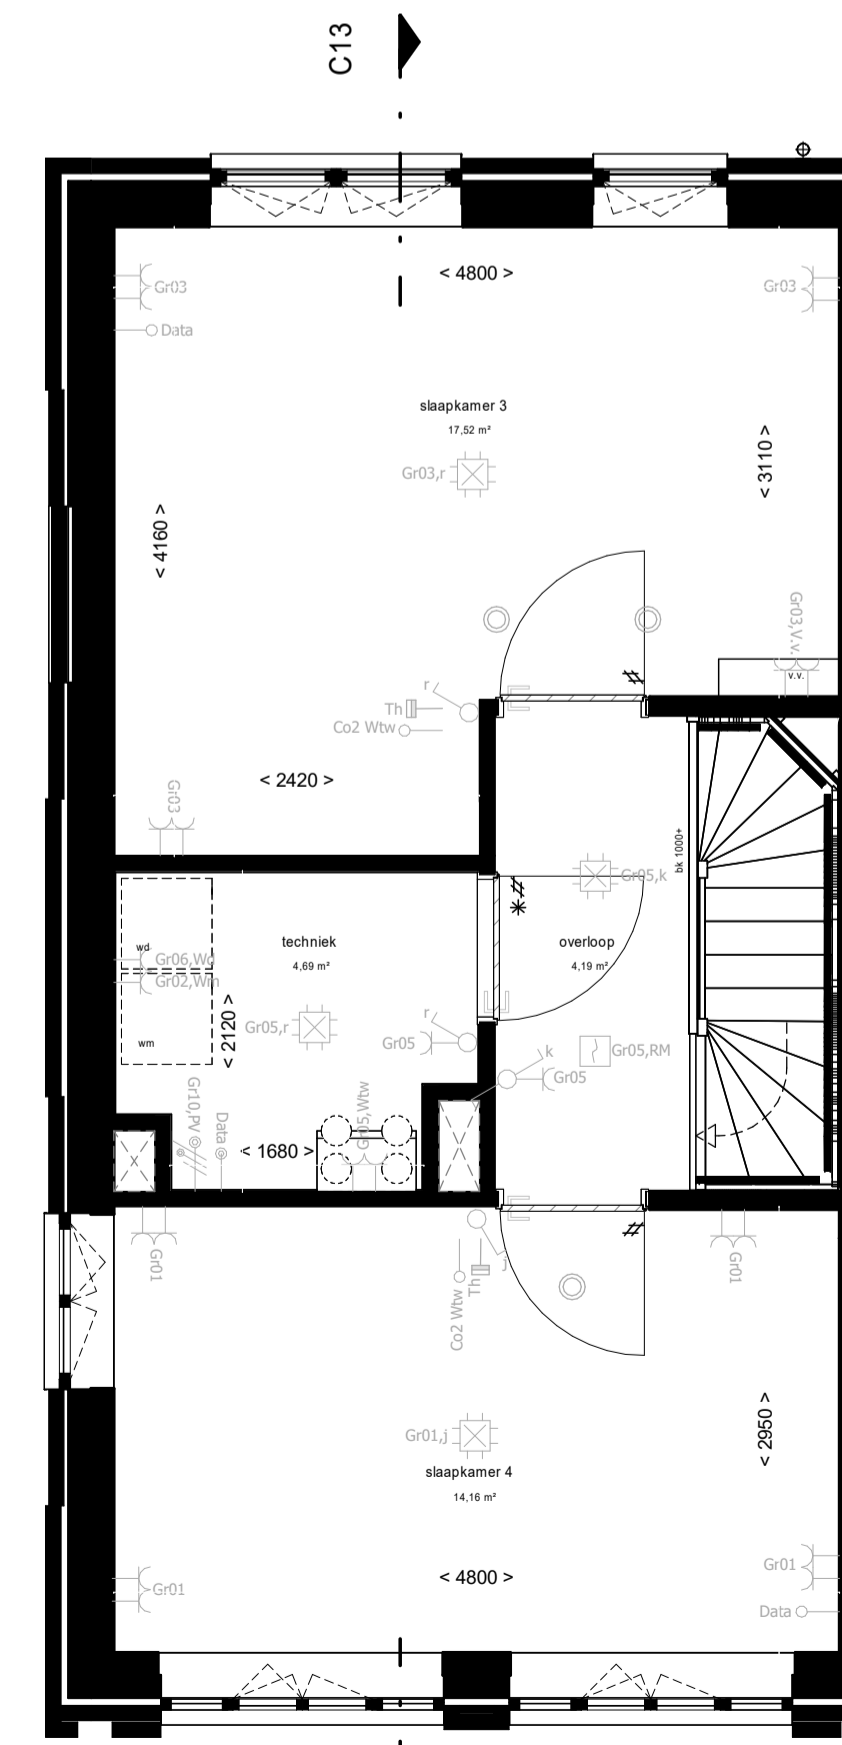 C13
< 4800 >
Gr03
Gr03
Data
slaapkamer 3
17,52 m²
Gr03,r
< 3110 >
< 4160 >
Gr03,V.v.
v.v.
r
Th
Co2 Wtw
< 2420 >
Gr03
bk 1000+
Gr05,k
techniek
4,69 m²
overloop
4,19 m²
wd
Gr06,Wd
Gr02,Wm
wm
< 2120 >
Gr05,r
r
Gr05
k
Gr05
Gr05,RM
Gr10,PV
Data
Gr05,Wtw
< 1680 >
X
Gr01
Gr01
j
Th
Co2 Wtw
Gr01,j
slaapkamer 4
14,16 m²
< 2950 >
< 4800 >
Gr01
Gr01
Data